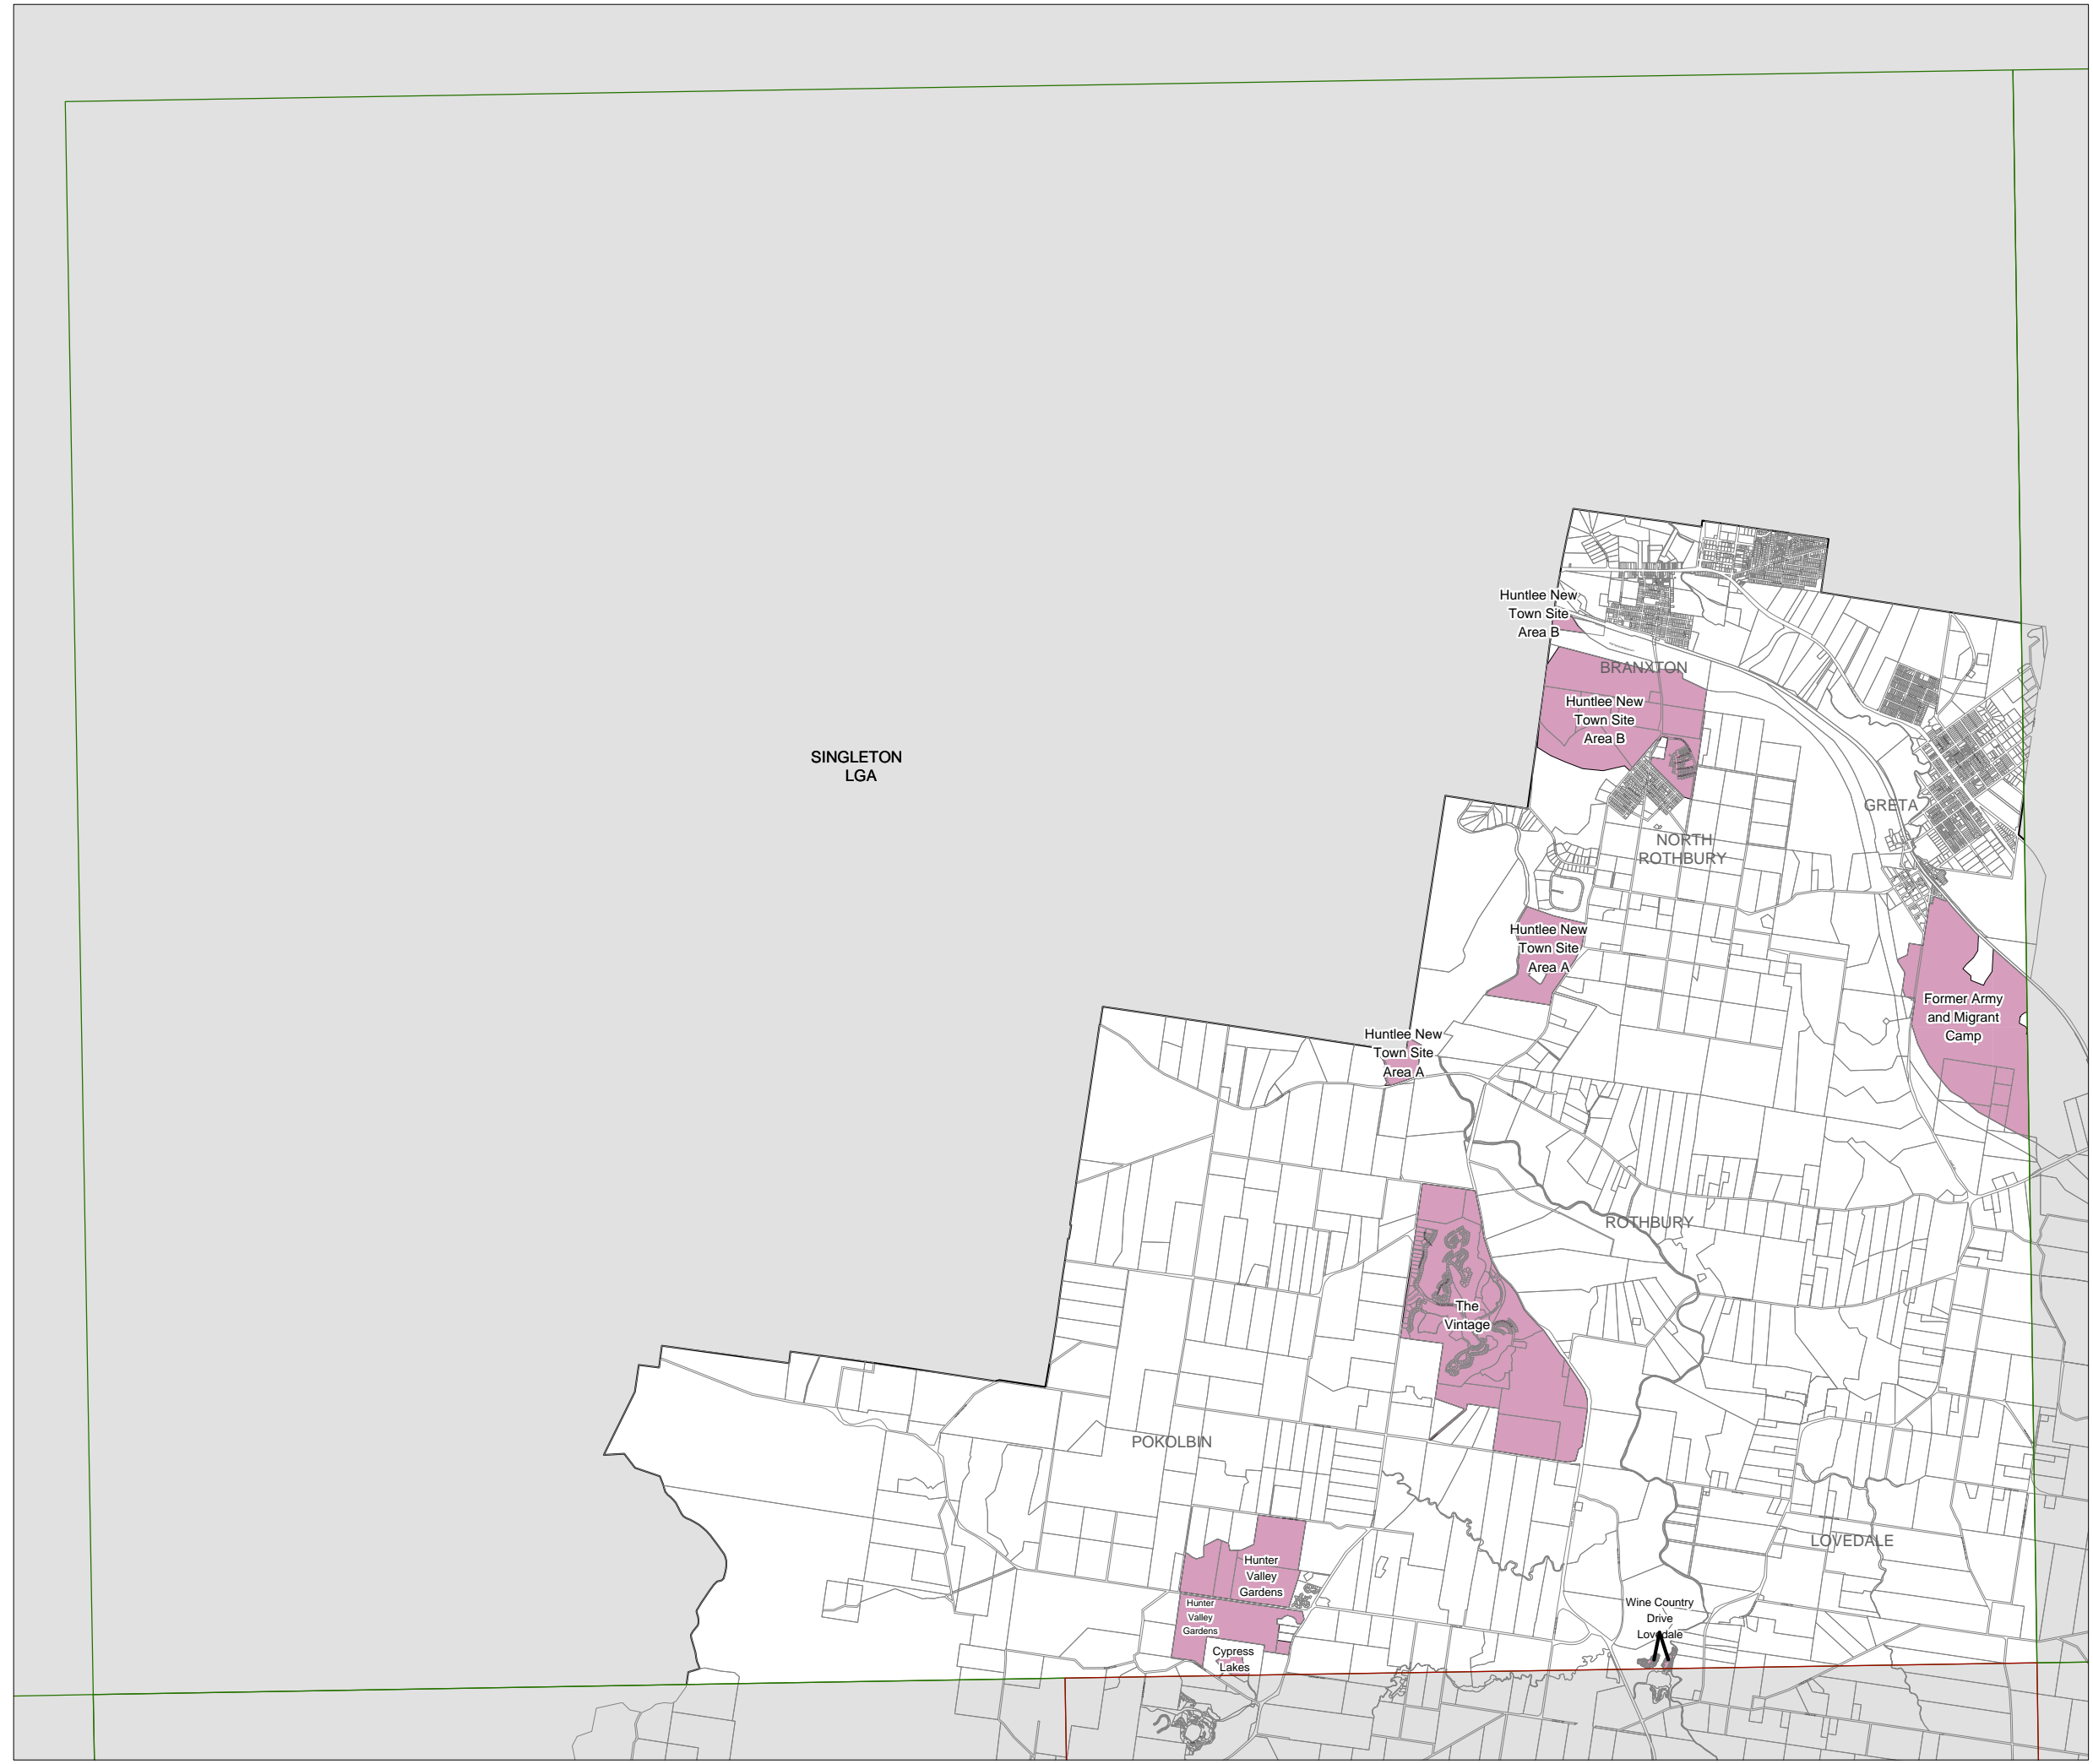 Huntlee New
Town Site
Area B
BRANXTON
Huntlee New
Town Site
Area B
SINGLETON
LGA
GRETA
NORTH
ROTHBURY
Huntlee New
Town Site
Area A
Former Army
and Migrant
Camp
Huntlee New
Town Site
Area A
ROTHBURY
The
Vintage
POKOLBIN
LOVEDALE
Hunter
Valley
Gardens
Hunter
Valley
Gardens
Wine Country
Drive
Lovedale
Cypress
Lakes